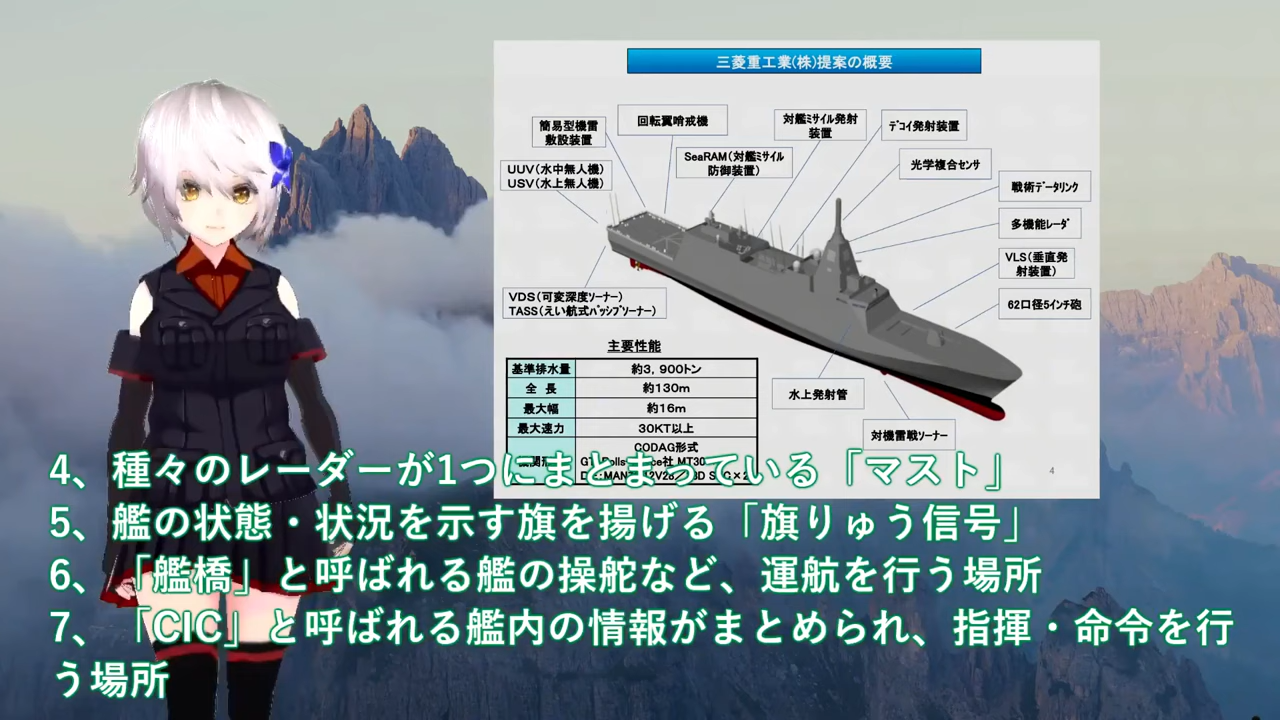 三菱重工業(株)提案の概要
簡易型機雷
敷設装置
回転翼哨戒機
対艦ミサイル発射
装置
デコイ発射装置
UUV(水中無人機)
USV(水上無人機)
SeaRAM(対艦ミサイル
防御装置)
光学複合センサ
戦術データリンク
多機能レーダ
VLS(垂直発
射装置)
62口径5インチ砲
VDS(可変深度ソーナー)
TASS(えい航式パッシブソーナー)
主要性能
基準排水量 約3,900トン
全 長 約130m
最大幅 約16m
最大速力 30KT以上
CODAG形式
水上発射管
対機雷戦ソーナー
4
4、種々のレーダーが1つにまとまっている「マスト」
5、艦の状態・状況を示す旗を揚げる「旗りゅう信号」
6、「艦橋」と呼ばれる艦の操舵など、運航を行う場所
7、「CIC」と呼ばれる艦内の情報がまとめられ、指揮・命令を行
う場所